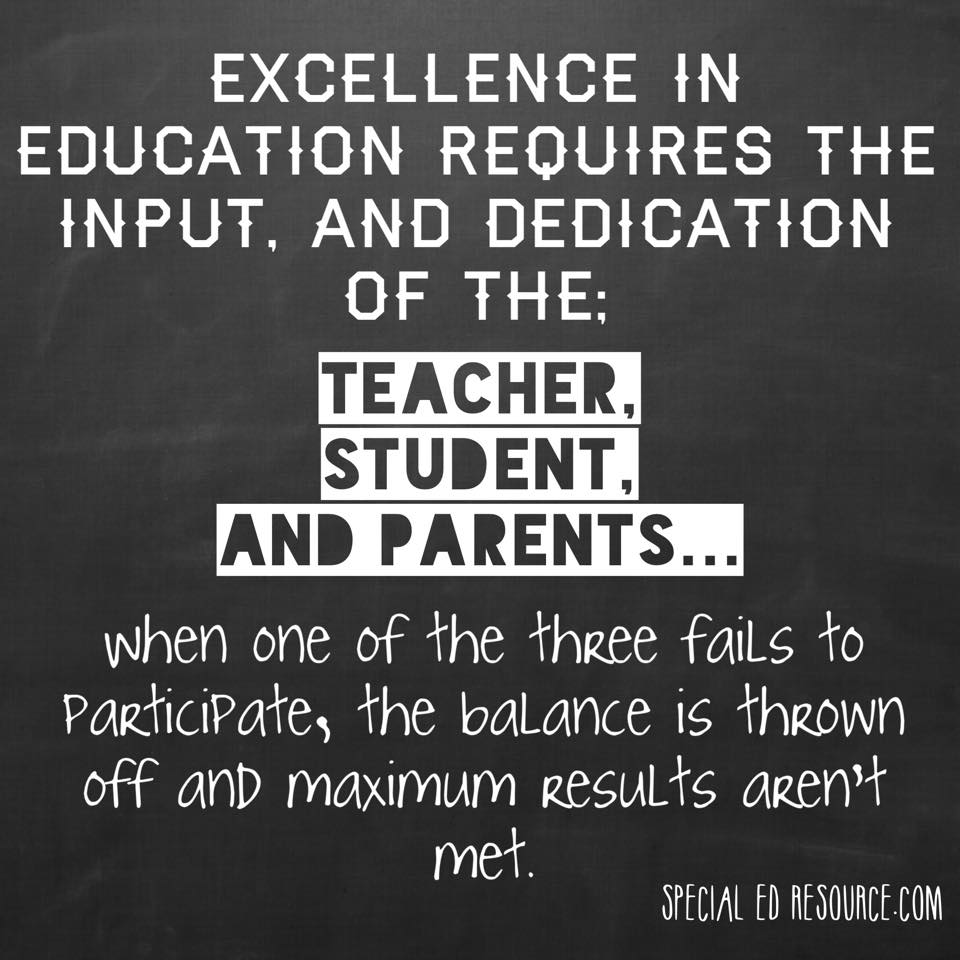 EXCELLENCE IN
EDUCATION REQUIRES THE
INPUT, AND DEDICATION
OF THE;
TEACHER,
STUDENT,
AND PARENTS...
when one of the three fails to
participate, the balance is thrown
off and maximum results aren't
met.
SPECIAL ED RESOURCE.COM